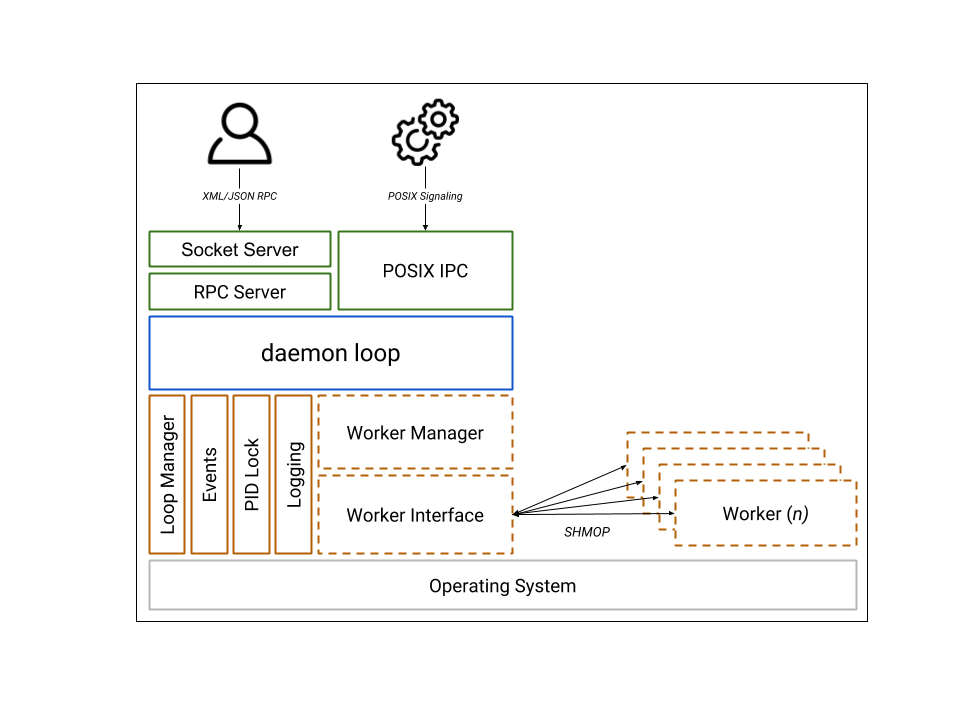 XML/JSON RPC
POSIX Signaling
Socket Server
RPC Server
POSIX IPC
daemon loop
Loop Manager
Events
PID Lock
Logging
Worker Manager
Worker Interface
SHMOP
Worker (n)
Operating System